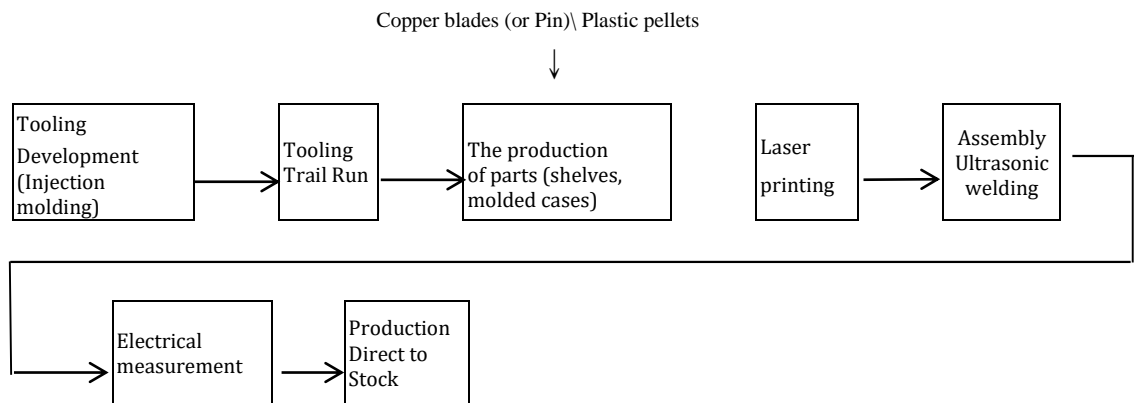 Copper blades (or Pin)\ Plastic pellets
Tooling
Development
(Injection
molding)
Tooling
Trail Run
The production
of parts (shelves,
molded cases)
Laser
printing
Assembly
Ultrasonic
welding
Electrical
measurement
Production
Direct to
Stock